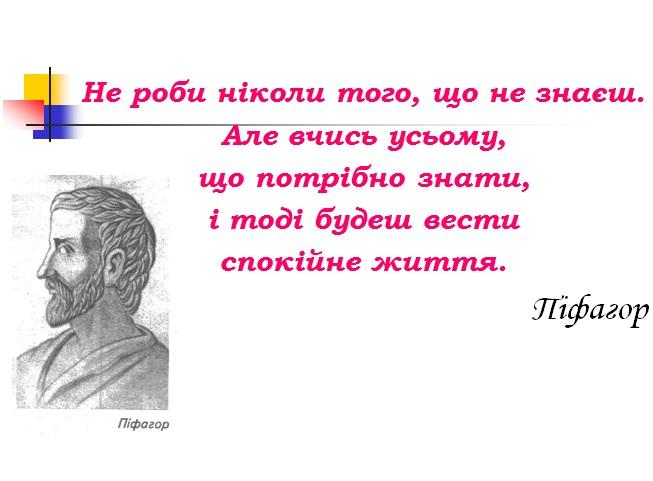 Не роби ніколи того, що не знаєш.
Але вчись усьому,
що потрібно знати,
і тоді будеш вести
спокійне життя.
Піфагор
Піфагор